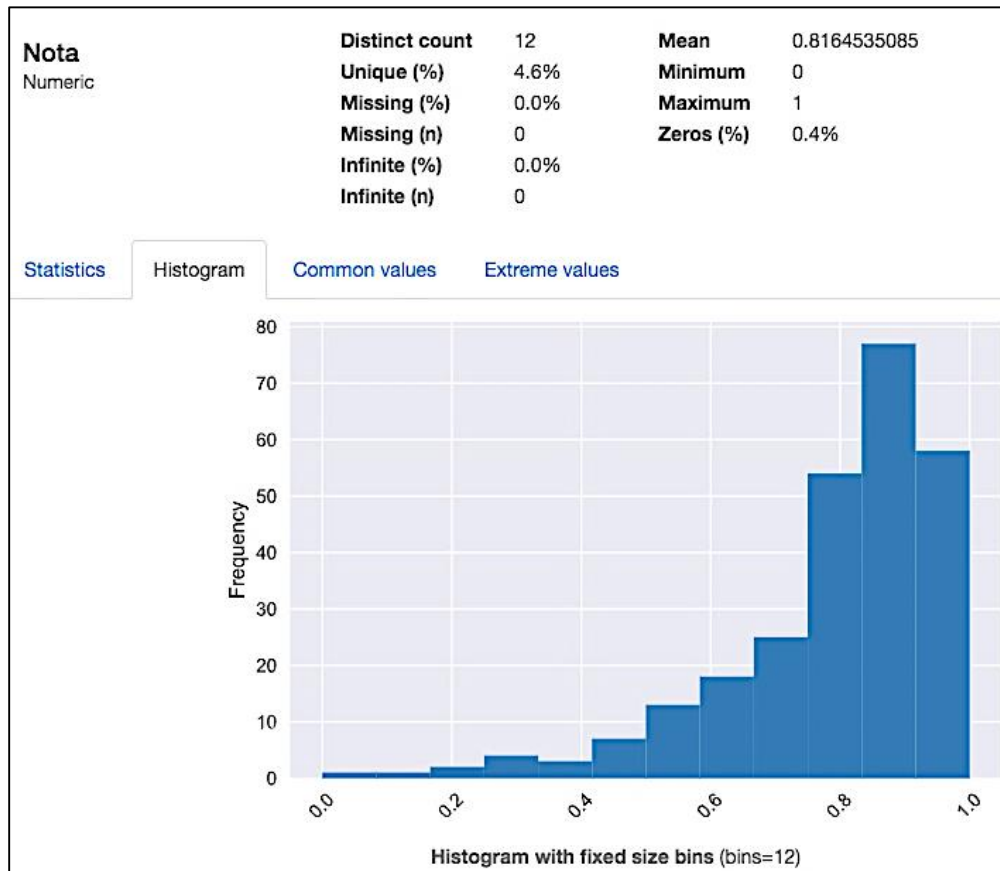 Nota
Numeric
Distinct count 12
Unique (%) 4.6%
Missing (%) 0.0%
Missing (n) 0
Infinite (%) 0.0%
Infinite (n) 0
Mean 0.8164535085
Minimum 0
Maximum 1
Zeros (%) 0.4%
Statistics Histogram Common values Extreme values
80
70
60
50
40
30
20
10
0
Frequency
0.0 0.2 0.4 0.6 0.8 1.0
Histogram with fixed size bins (bins=12)